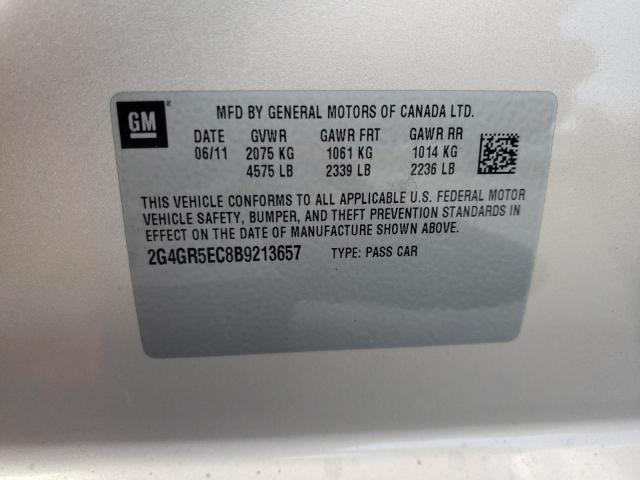 GM
MFD BY GENERAL MOTORS OF CANADA LTD.
DATE GVWR GAWR FRT GAWR RR
06/11 2075 KG 1061 KG 1014 KG
4575 LB 2339 LB 2236 LB
THIS VEHICLE CONFORMS TO ALL APPLICABLE U.S. FEDERAL MOTOR
VEHICLE SAFETY, BUMPER, AND THEFT PREVENTION STANDARDS IN
EFFECT ON THE DATE OF MANUFACTURE SHOWN ABOVE.
2G4GR5EC8B9213657 TYPE: PASS CAR